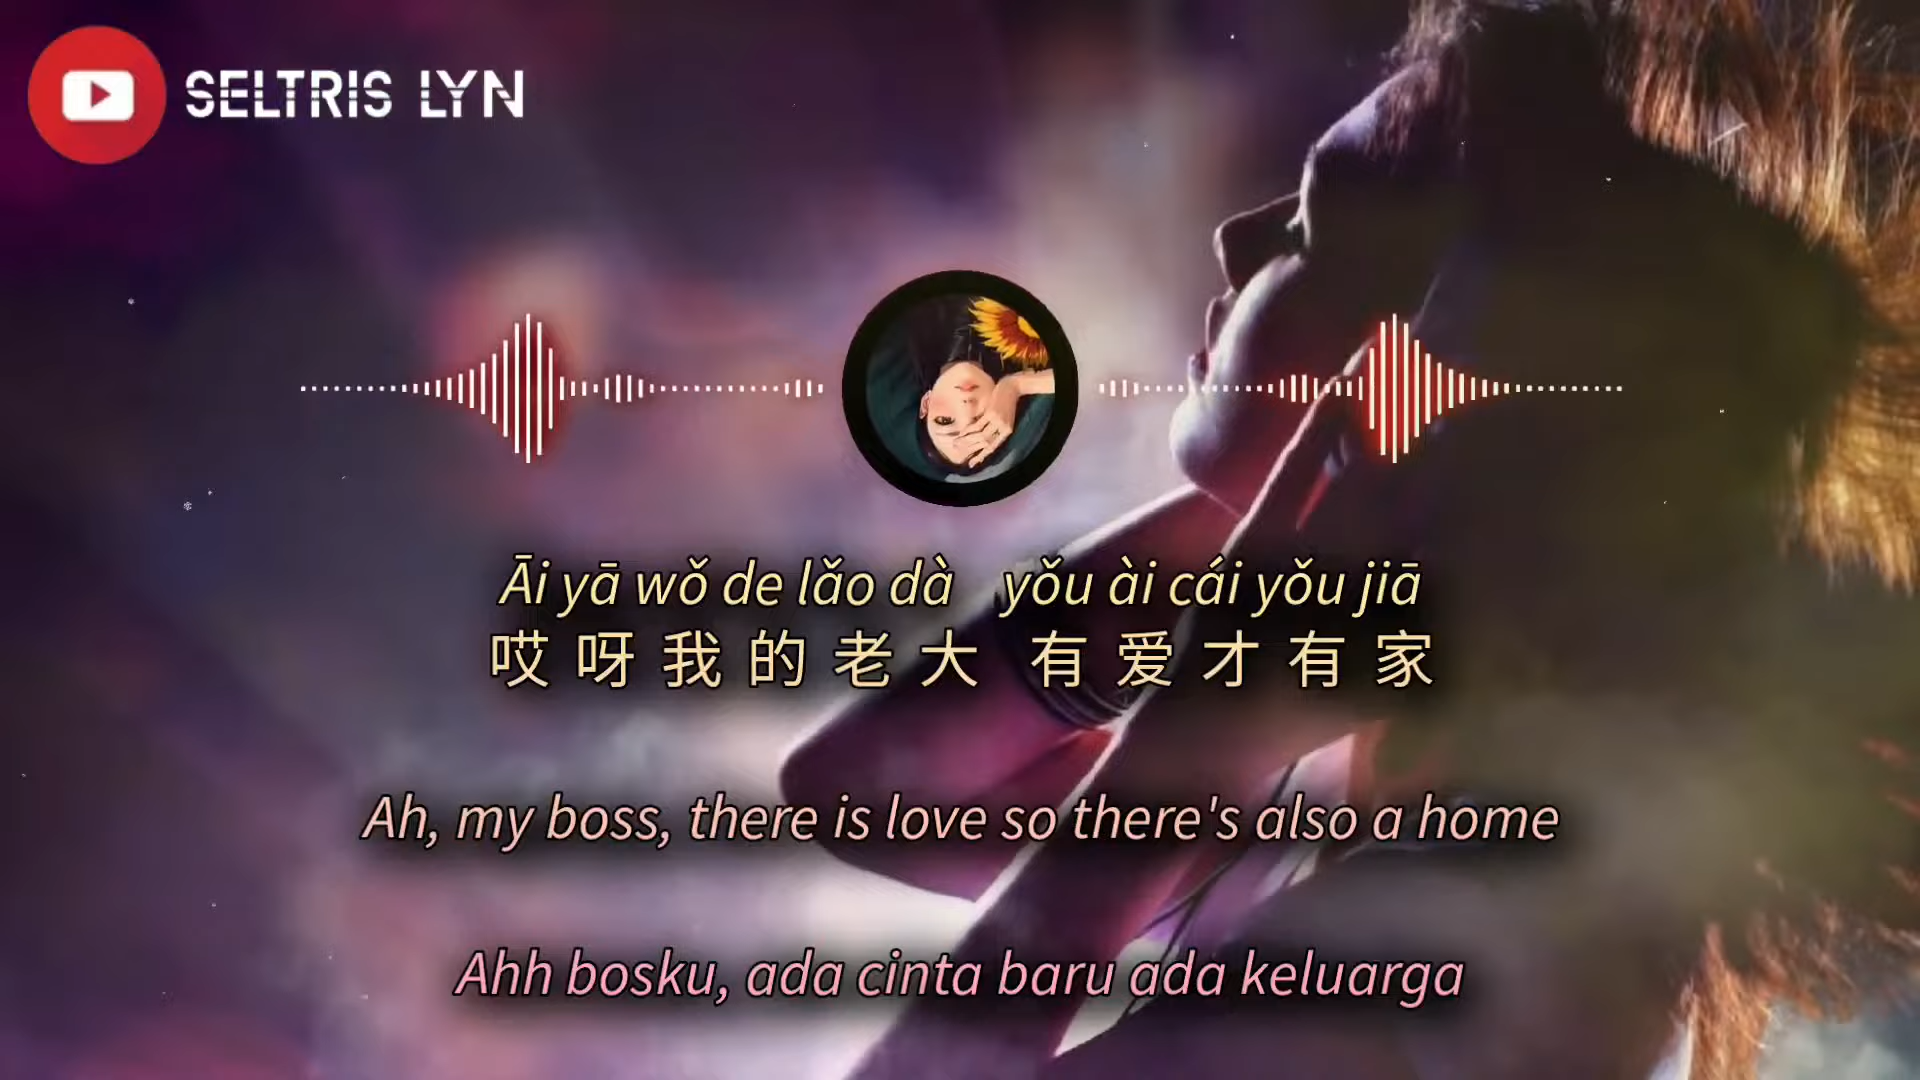 SELTRIS LYN
Āi yā wǒ de lǎo dà yǒu ài cái yǒu jiā
哎呀我的老大 有爱才有家
Ah, my boss, there is love so there's also a home
Ahh bosku, ada cinta baru ada keluarga